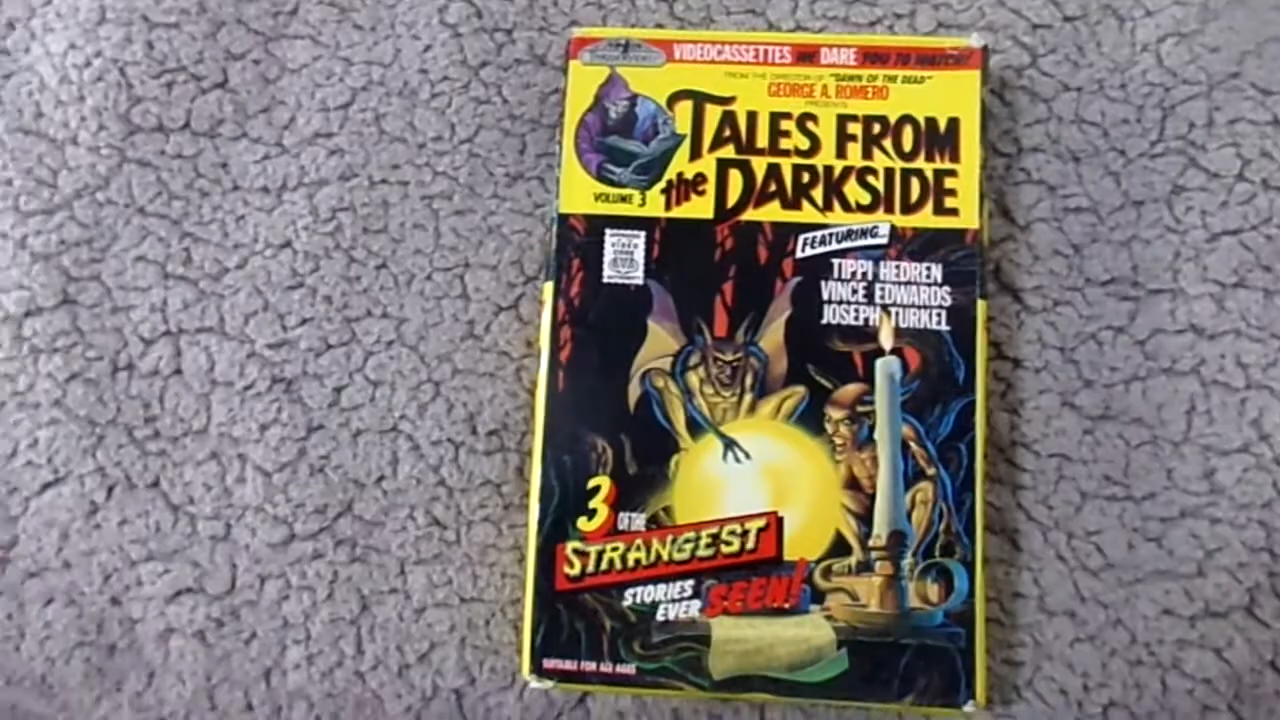 VIDEOCASSETTES WE DARE YOU TO WATCH!
FROM THE DIRECTOR OF "DAWN OF THE DEAD"
GEORGE A. ROMERO
PRESENTS
TALES FROM
the DARKSIDE
VOLUME 3
FEATURING...
TIPPI HEDREN
VINCE EDWARDS
JOSEPH TURKEL
VIDEO
3 OF THE
STRANGEST
STORIES
EVER SEEN!
SUITABLE FOR ALL AGES